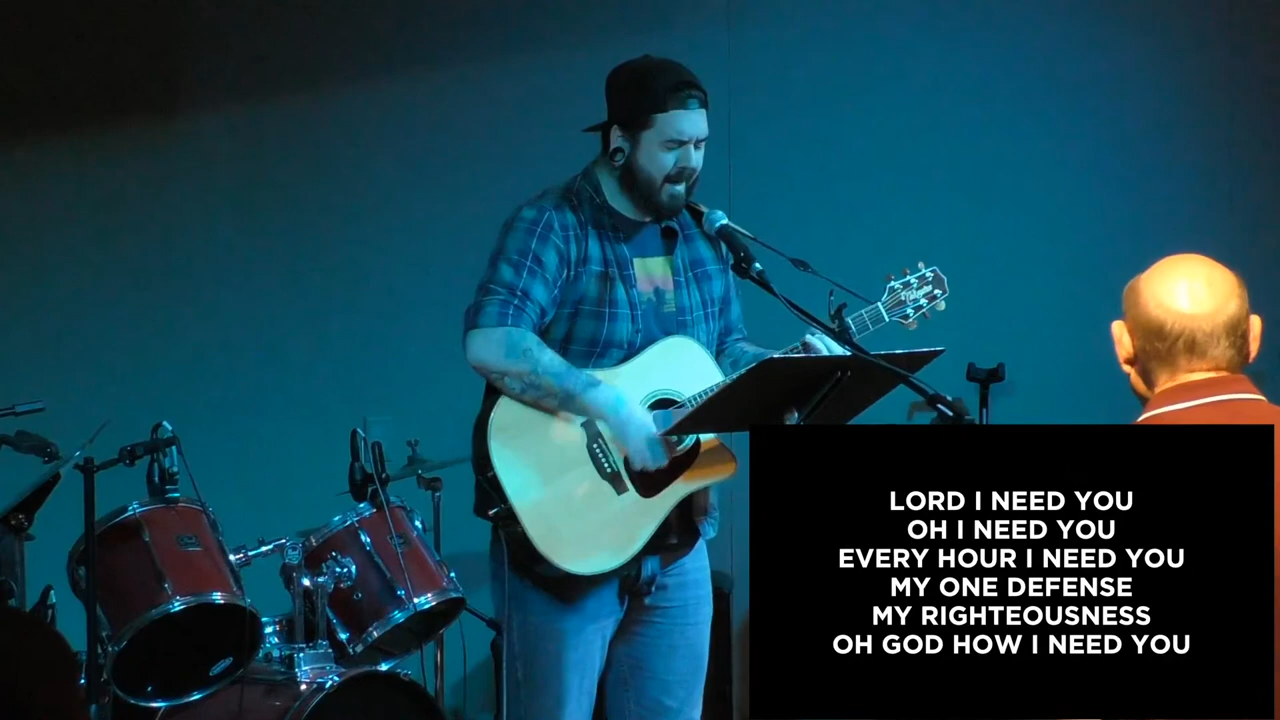 LORD I NEED YOU
OH I NEED YOU
EVERY HOUR I NEED YOU
MY ONE DEFENSE
MY RIGHTEOUSNESS
OH GOD HOW I NEED YOU